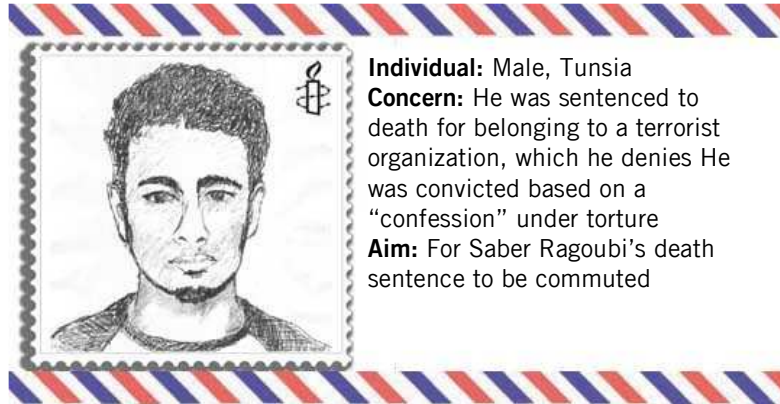 Individual: Male, Tunsia
Concern: He was sentenced to
death for belonging to a terrorist
organization, which he denies He
was convicted based on a
“confession” under torture
Aim: For Saber Ragoubi’s death
sentence to be commuted